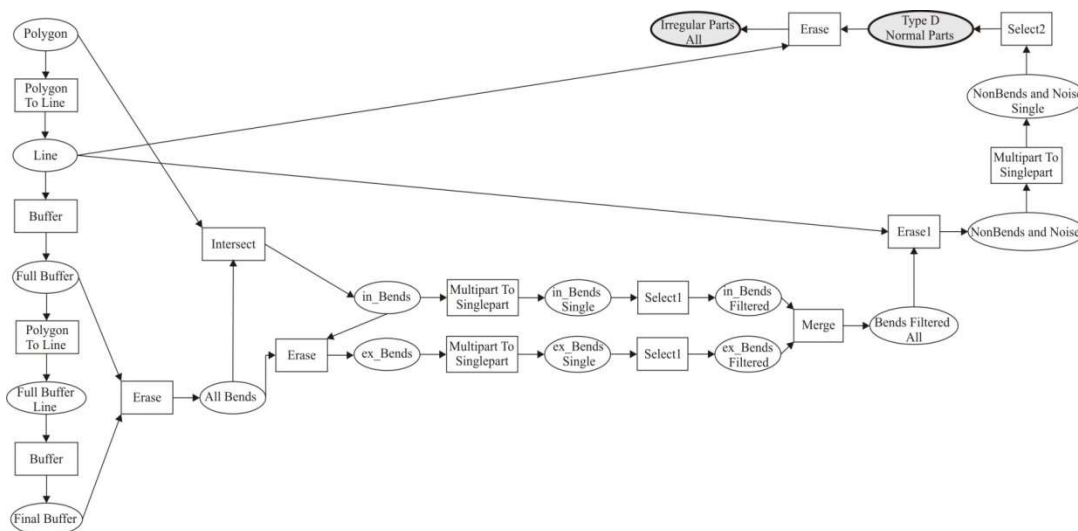 Polygon
Polygon
To Line
Line
Buffer
Full Buffer
Polygon
To Line
Full Buffer
Line
Buffer
Final Buffer
Erase
All Bends
Intersect
Erase
in_Bends
ex_Bends
Multipart To
Singlepart
Multipart To
Singlepart
in_Bends
Single
ex_Bends
Single
Select1
Select1
in_Bends
Filtered
ex_Bends
Filtered
Merge
Bends Filtered
All
Erase1
NonBends and Noise
Multipart To
Singlepart
NonBends and Noise
Single
Select2
Type D
Normal Parts
Erase
Irregular Parts
All